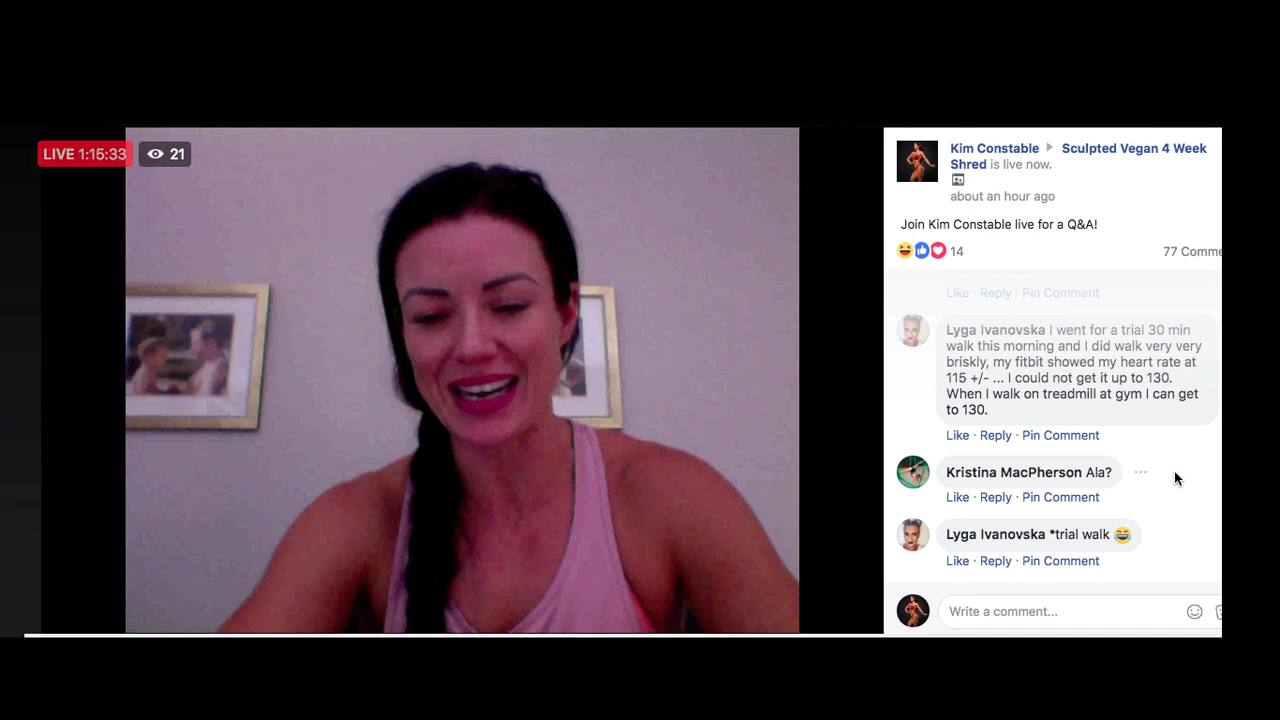 LIVE 1:15:33
21
Kim Constable Sculpted Vegan 4 Week
Shred is live now.
about an hour ago
Join Kim Constable live for a Q&A!
14
77 Comme
Like · Reply · Pin Comment
Lyga Ivanovska I went for a trial 30 min
walk this morning and I did walk very very
briskly, my fitbit showed my heart rate at
115 +/- ... I could not get it up to 130.
When I walk on treadmill at gym I can get
to 130.
Like · Reply · Pin Comment
Kristina MacPherson Ala?
Like · Reply · Pin Comment
Lyga Ivanovska *trial walk 😂
Like · Reply · Pin Comment
Write a comment...